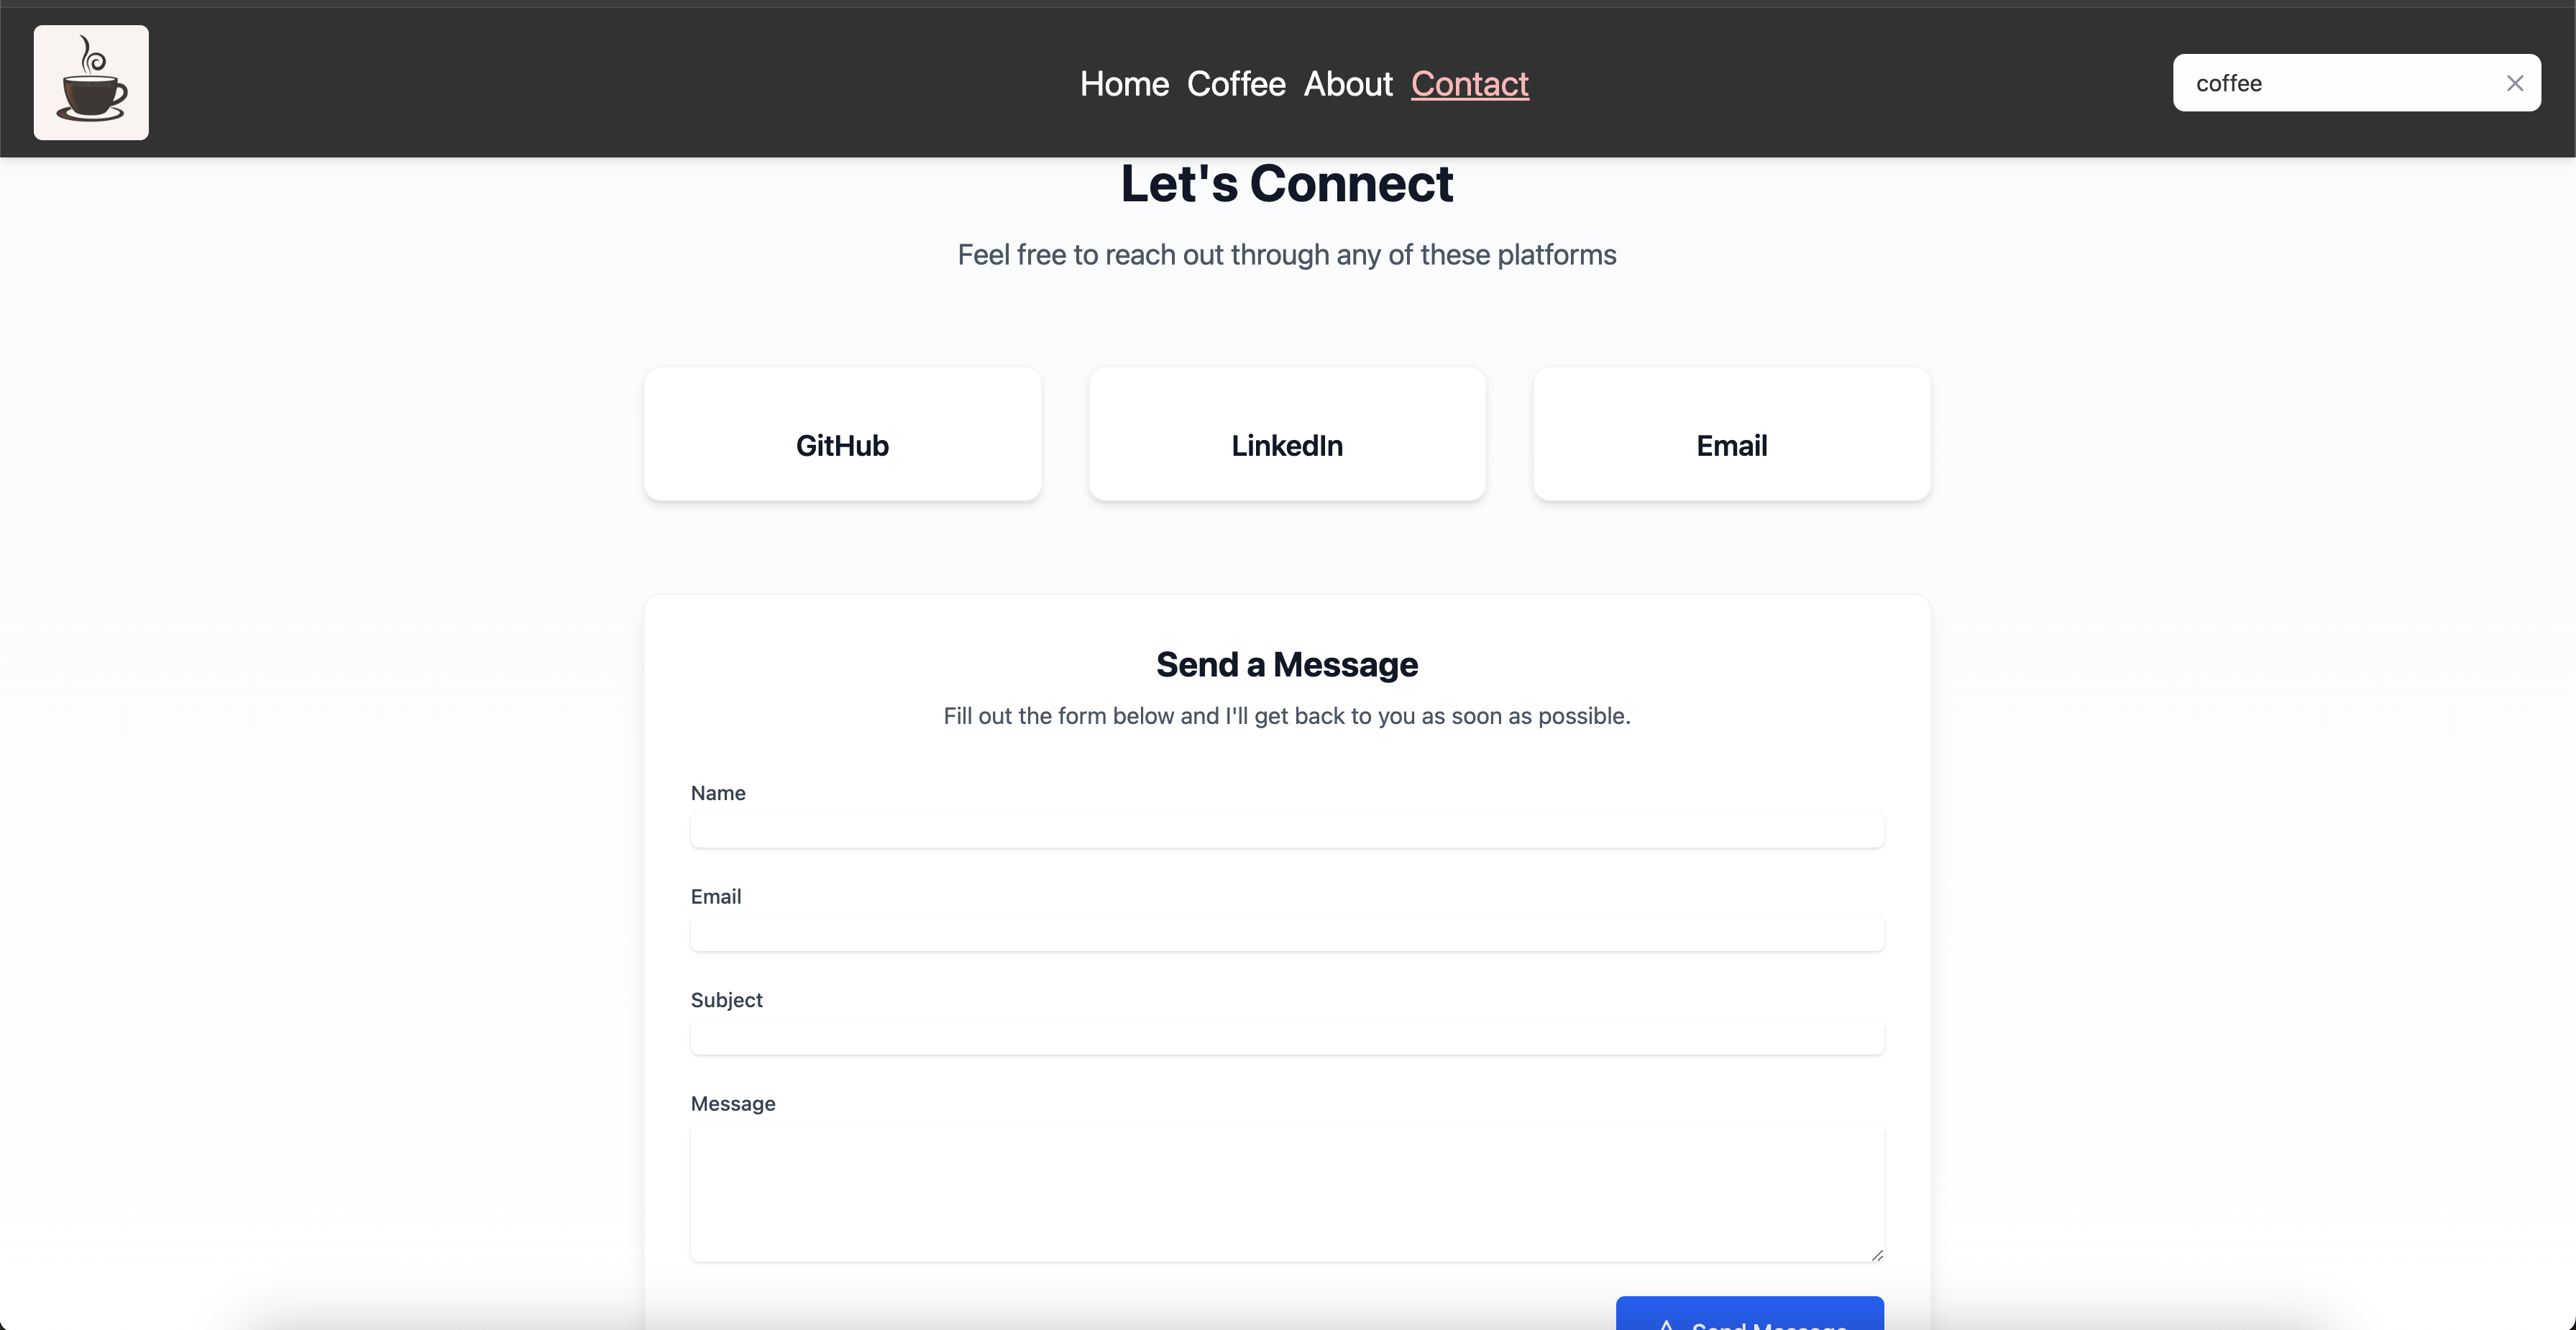 Home Coffee About Contact
coffee
Let's Connect
Feel free to reach out through any of these platforms
GitHub
LinkedIn
Email
Send a Message
Fill out the form below and I'll get back to you as soon as possible.
Name
Email
Subject
Message
Send Message